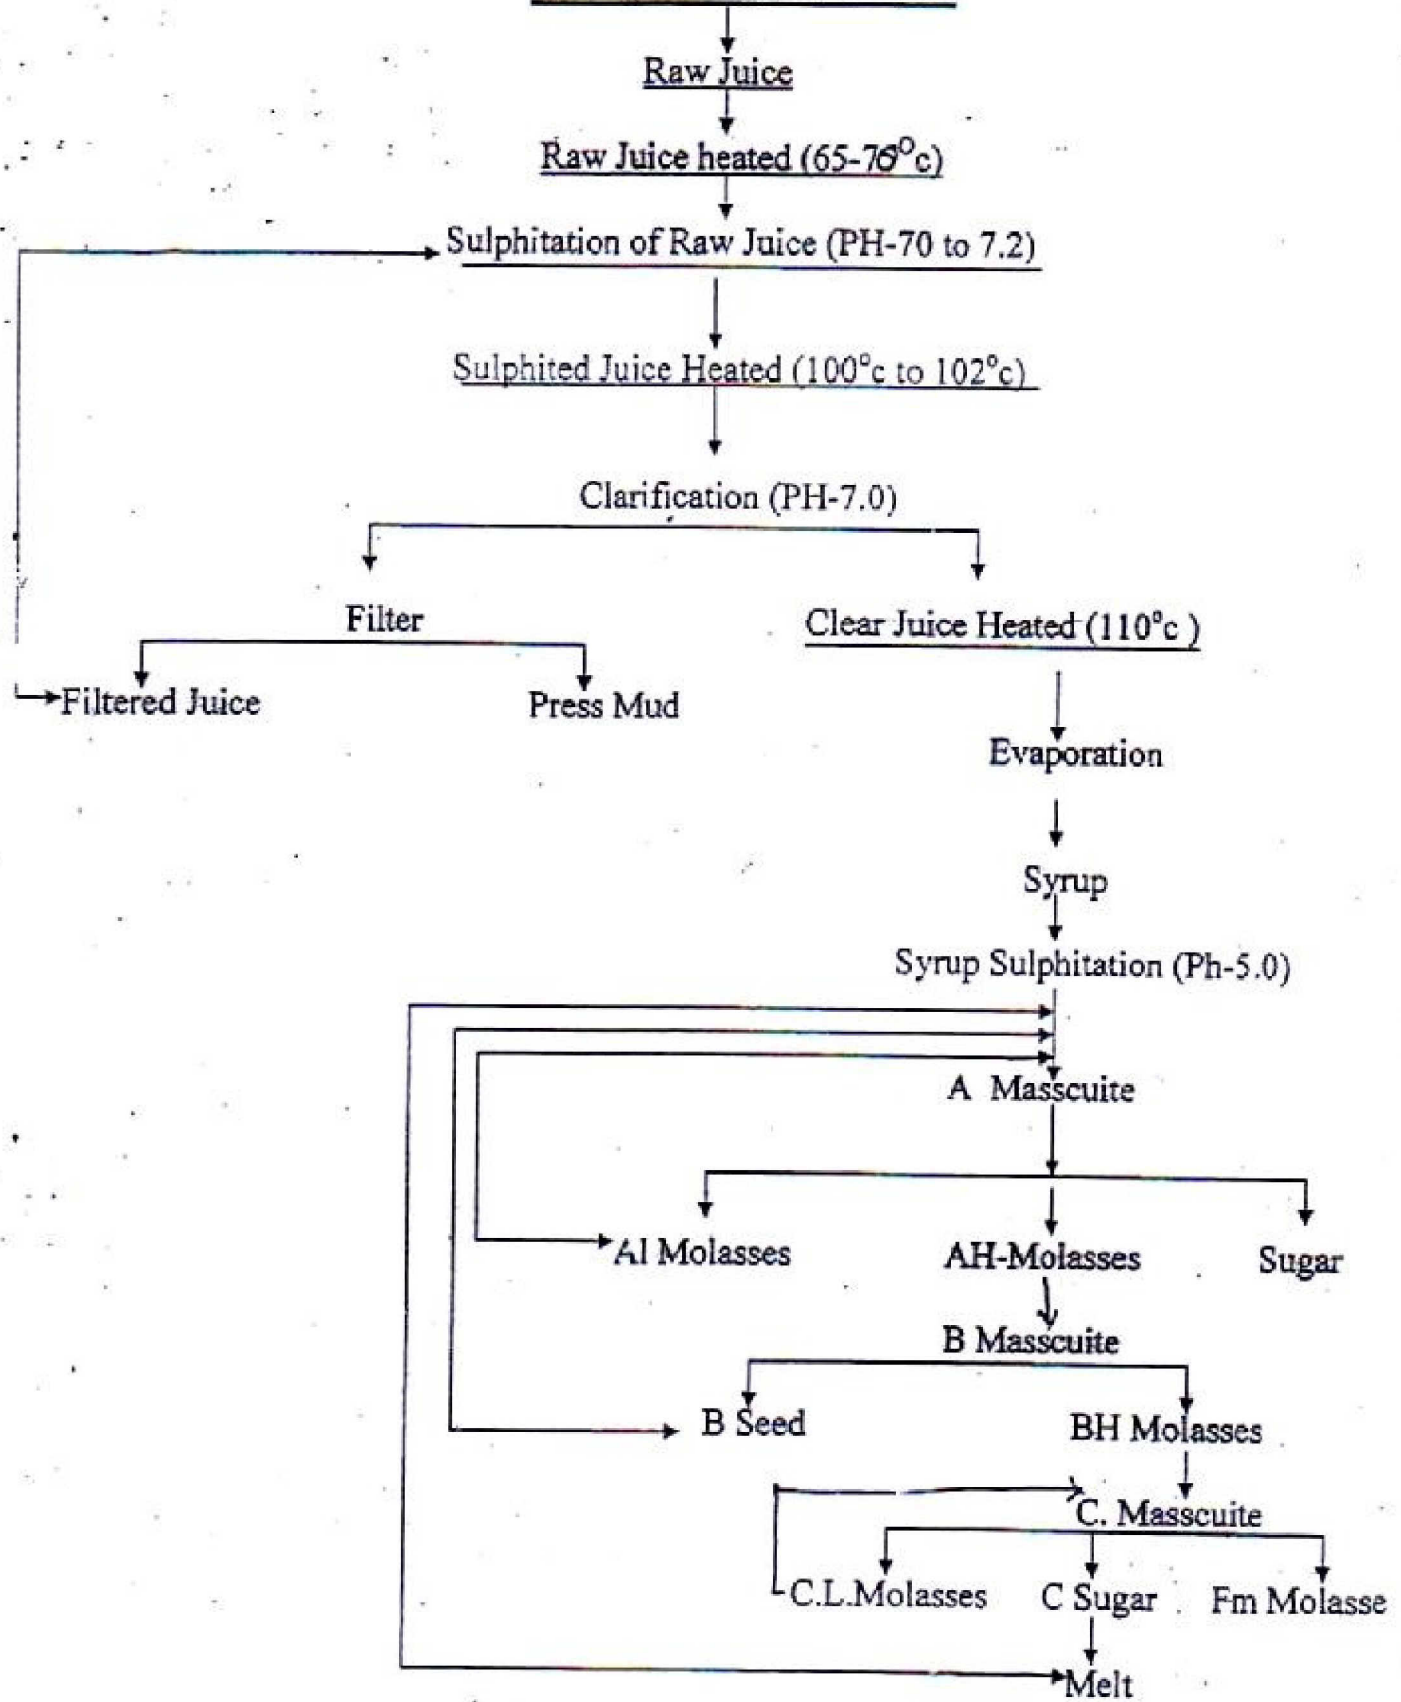 Raw Juice
Raw Juice heated (65-70°c)
Sulphitation of Raw Juice (PH-70 to 7.2)
Sulphited Juice Heated (100°c to 102°c)
Clarification (PH-7.0)
Filter
Clear Juice Heated (110°c )
Filtered Juice
Press Mud
Evaporation
Syrup
Syrup Sulphitation (Ph-5.0)
A Masscuite
Al Molasses
AH-Molasses
Sugar
B Masscuite
B Seed
BH Molasses
C. Masscuite
C.L.Molasses
C Sugar
Fm Molasse
Melt